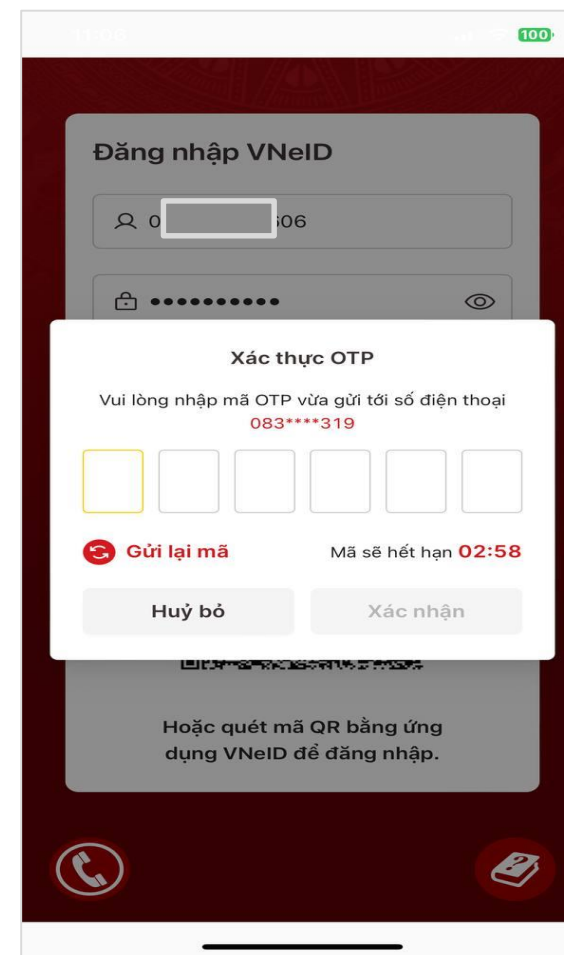 100
Đăng nhập VNeID
0 606
Xác thực OTP
Vui lòng nhập mã OTP vừa gửi tới số điện thoại
083****319
Gửi lại mã
Mã sẽ hết hạn 02:58
Huỷ bỏ
Xác nhận
Hoặc quét mã QR bằng ứng
dụng VNeID để đăng nhập.